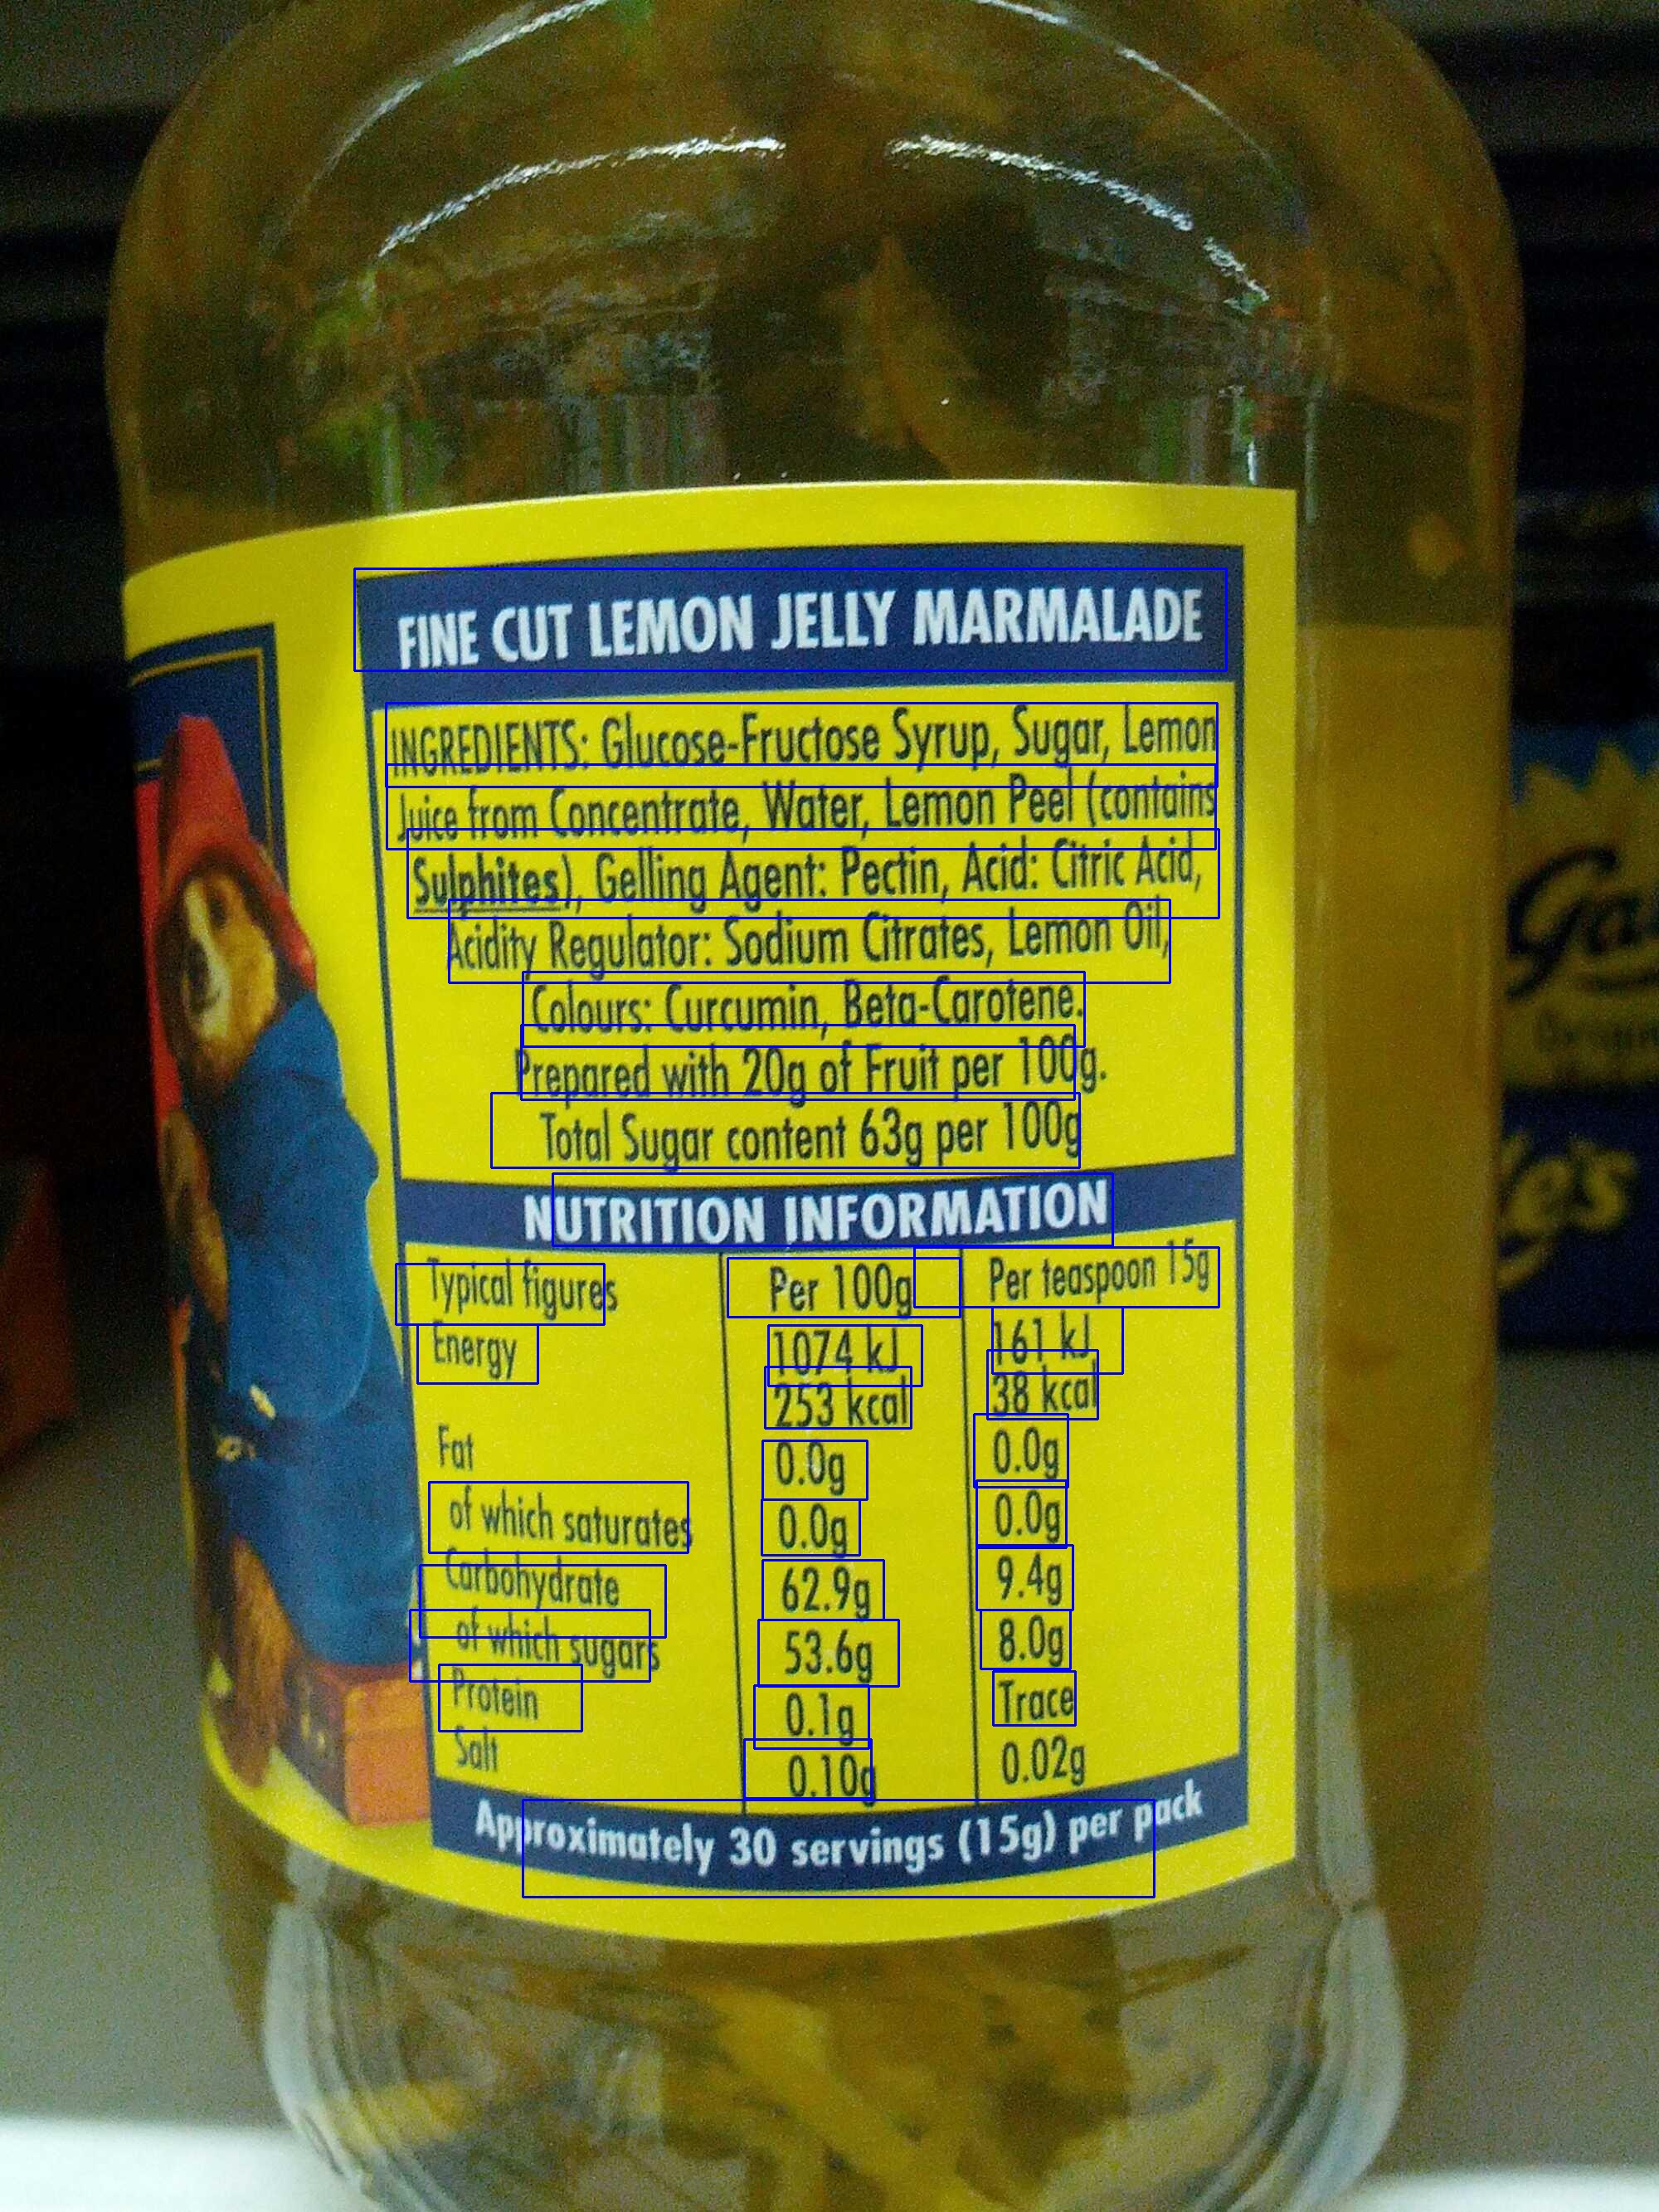 FINE CUT LEMON JELLY MARMALADE
INGREDIENTS: Glucose-Fructose Syrup, Sugar, Lemon
Juice from Concentrate, Water, Lemon Peel (contains
Sulphites), Gelling Agent: Pectin, Acid: Citric Acid,
Acidity Regulator: Sodium Citrates, Lemon Oil,
Colours: Curcumin, Beta-Carotene.
Prepared with 20g of Fruit per 100g.
Total Sugar content 63g per 100g
NUTRITION INFORMATION
Typical figures Per 100g Per teaspoon 15g
Energy 1074 kJ 161 kJ
253 kcal 38 kcal
Fat 0.0g 0.0g
of which saturates 0.0g 0.0g
Carbohydrate 62.9g 9.4g
of which sugars 53.6g 8.0g
Protein 0.1g Trace
Salt 0.10g 0.02g
Approximately 30 servings (15g) per pack